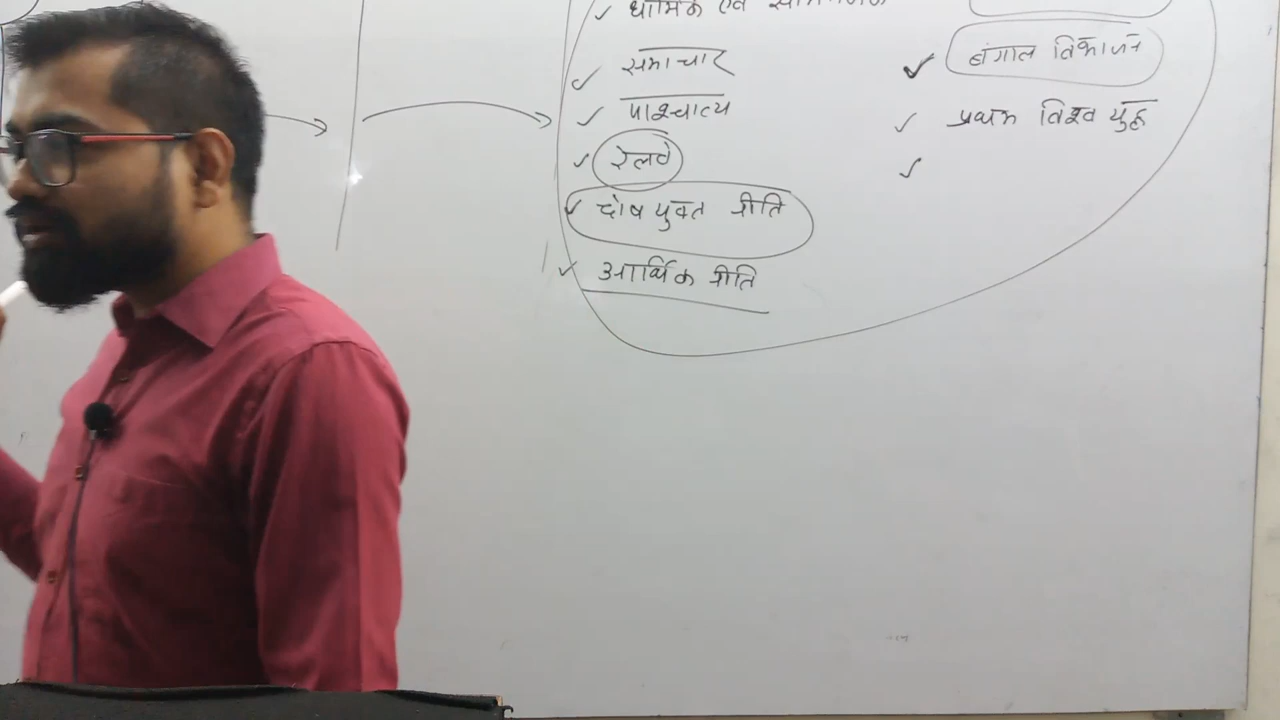 धार्मिक एवं
समाचार
पाश्चात्य
रेलवे
दोष युक्त नीति
आर्थिक नीति
बंगाल विभाजन
प्रथम विश्व युद्ध